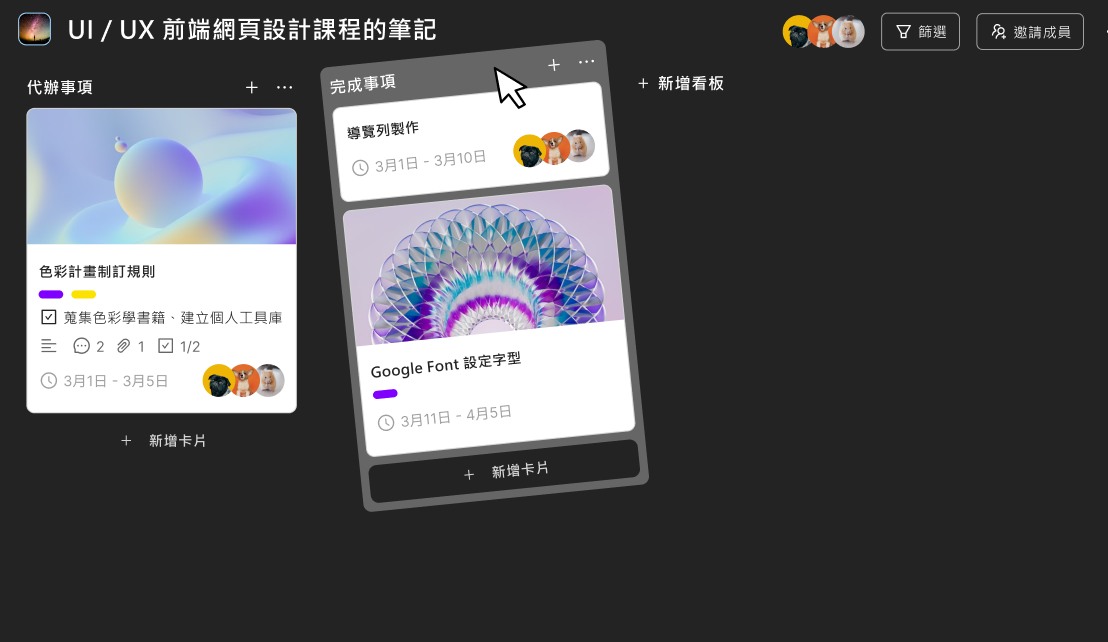 UI / UX 前端網頁設計課程的筆記
篩選
邀請成員
代辦事項
色彩計畫制訂規則
蒐集色彩學書籍、建立個人工具庫
2 1 1/2
3月1日 - 3月5日
+ 新增卡片
完成事項
導覽列製作
3月1日 - 3月10日
Google Font 設定字型
3月11日 - 4月5日
+ 新增卡片
+ 新增看板